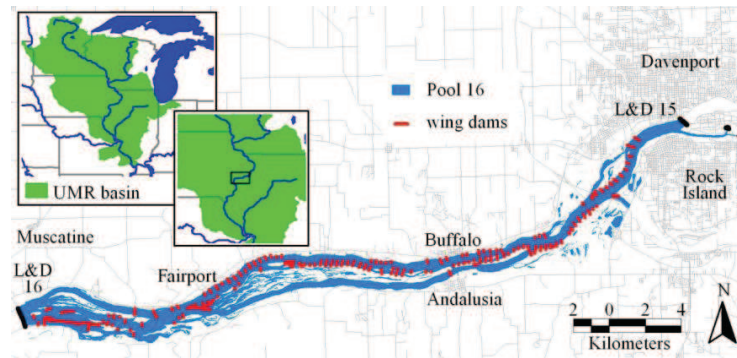 UMR basin
Pool 16
wing dams
Davenport
L&D 15
Rock
Island
Muscatine
L&D
16
Fairport
Buffalo
Andalusia
N
2 0 2 4
Kilometers